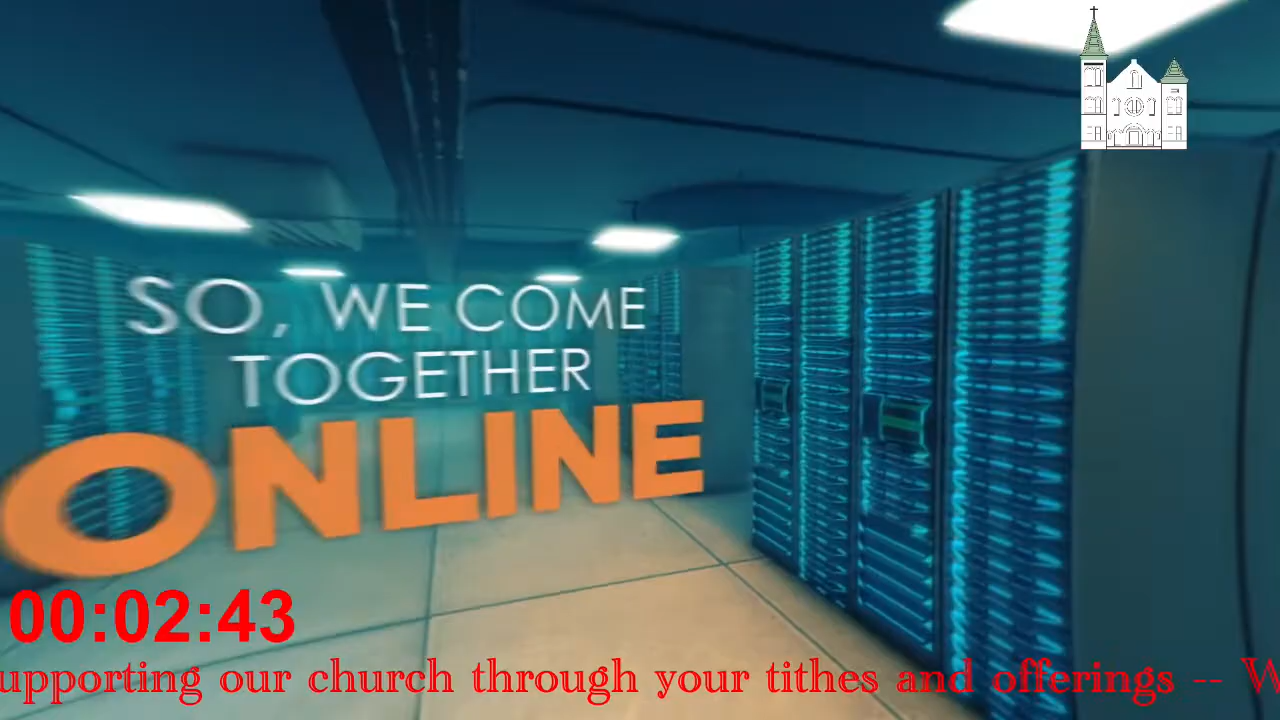 SO, WE COME
TOGETHER
ONLINE
00:02:43
upporting our church through your tithes and offerings -- W